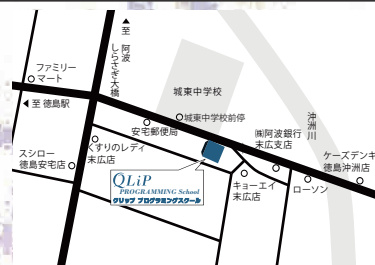 ▲
至
阿波
しらさぎ大橋
ファミリー
マート
◀ 至 徳島駅
城東中学校
城東中学校前停
安宅郵便局
沖洲川
㈱阿波銀行
末広支店
ケーズデンキ
徳島沖洲店
くすりのレディ
末広店
スシロー
徳島安宅店
キョーエイ
末広店
ローソン
QLiP
PROGRAMMING School
クリップ プログラミングスクール